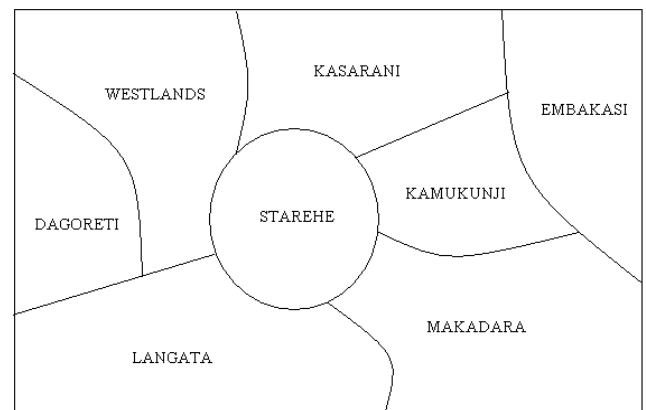 KASARANI
WESTLANDS
EMBAKASI
KAMUKUNJI
STAREHE
DAGORETI
MAKADARA
LANGATA